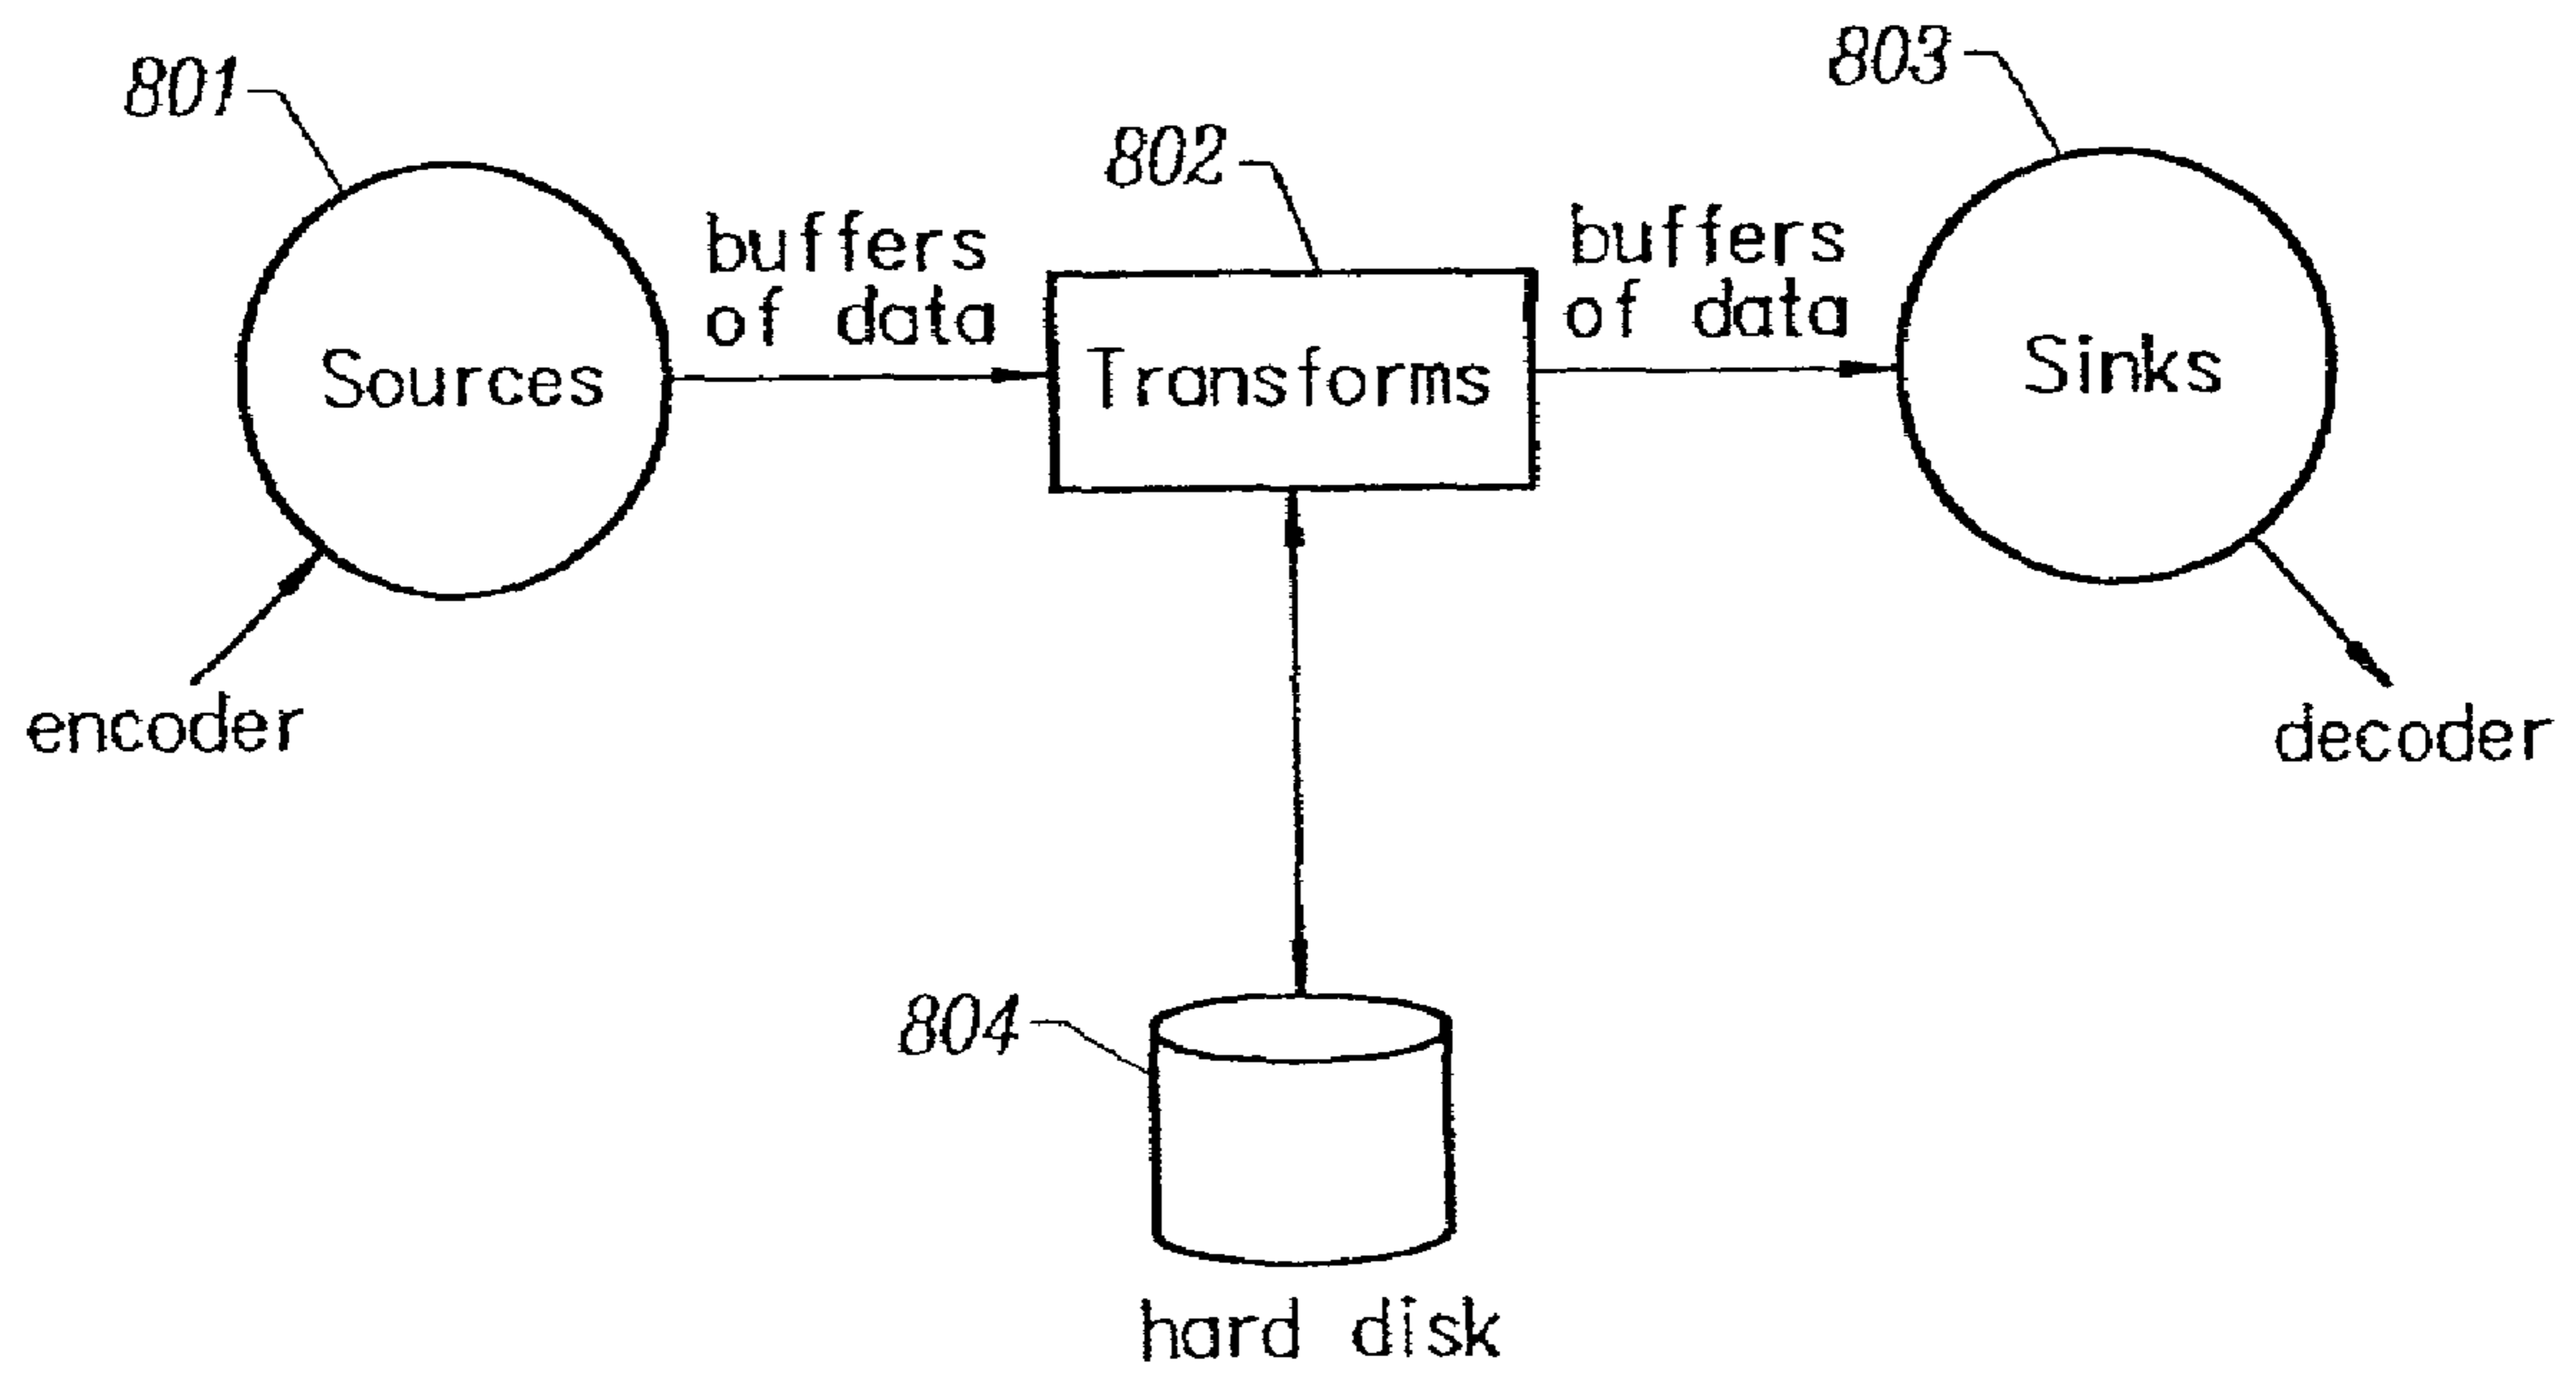 801
802
803
buffers
of data
buffers
of data
Sources
Transforms
Sinks
encoder
decoder
804
hard disk